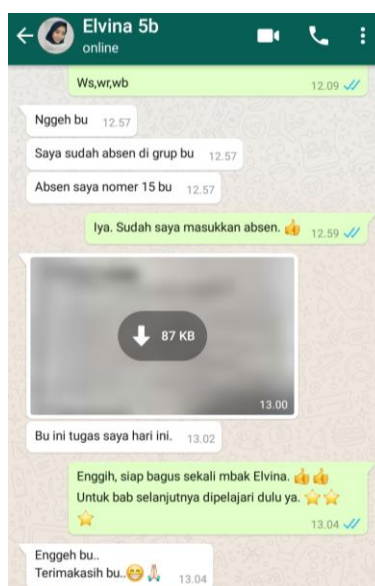 Elvina 5b
online
Ws,wr,wb 12.09
Nggeh bu 12.57
Saya sudah absen di grup bu 12.57
Absen saya nomer 15 bu 12.57
Iya. Sudah saya masukkan absen. 👍 12.59
87 KB
13.00
Bu ini tugas saya hari ini. 13.02
Enggih, siap bagus sekali mbak Elvina. 👍👍
Untuk bab selanjutnya dipelajari dulu ya. ⭐⭐
⭐ 13.04
Enggeh bu..
Terimakasih bu..😁🙏 13.04